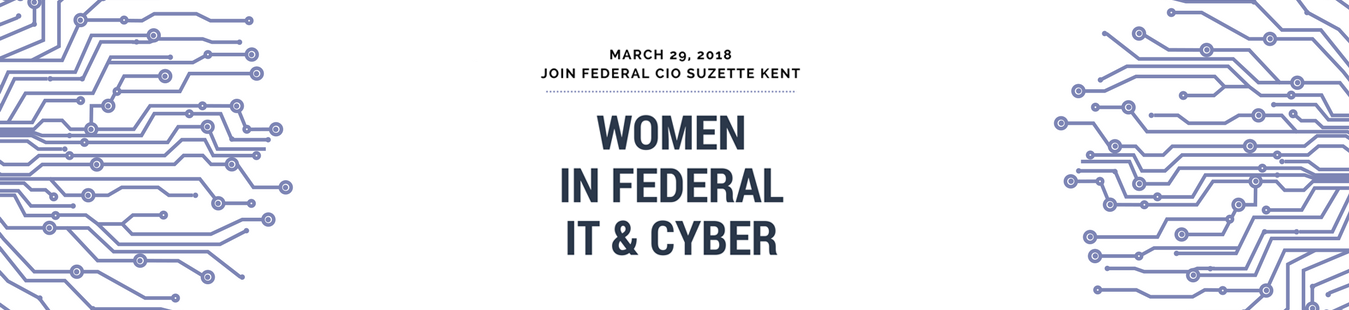 MARCH 29, 2018
JOIN FEDERAL CIO SUZETTE KENT
WOMEN
IN FEDERAL
IT & CYBER